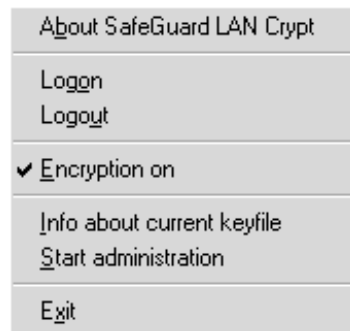 About SafeGuard LAN Crypt
Logon
Logout
Encryption on
Info about current keyfile
Start administration
Exit